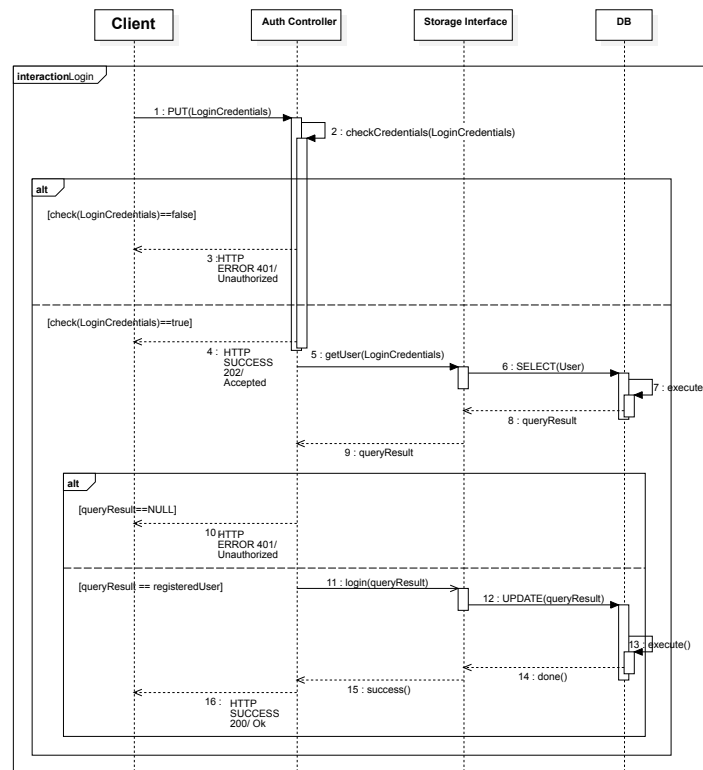 Client
Auth Controller
Storage Interface
DB
interactionLogin
1 : PUT(LoginCredentials)
2 : checkCredentials(LoginCredentials)
alt
[check(LoginCredentials)==false]
3 :HTTP
ERROR 401/
Unauthorized
[check(LoginCredentials)==true]
4 : HTTP
SUCCESS
202/
Accepted
5 : getUser(LoginCredentials)
6 : SELECT(User)
7 : execute
8 : queryResult
9 : queryResult
alt
[queryResult==NULL]
10 :HTTP
ERROR 401/
Unauthorized
[queryResult == registeredUser]
11 : login(queryResult)
12 : UPDATE(queryResult)
13 : execute()
14 : done()
15 : success()
16 : HTTP
SUCCESS
200/ Ok